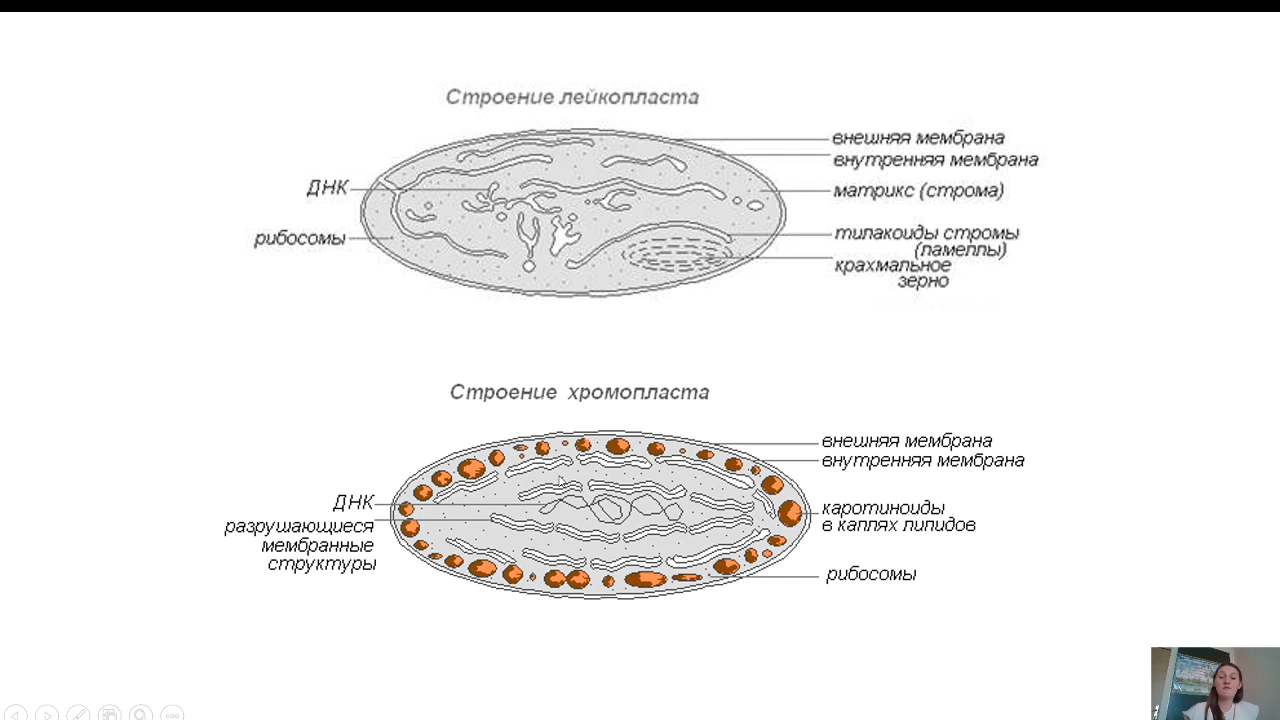 Строение лейкопласта
внешняя мембрана
внутренняя мембрана
ДНК
матрикс (строма)
рибосомы
тилакоиды стромы
(ламеллы)
крахмальное
зерно
Строение хромопласта
внешняя мембрана
внутренняя мембрана
ДНК
разрушающиеся
мембранные
структуры
каротиноиды
в каплях липидов
рибосомы